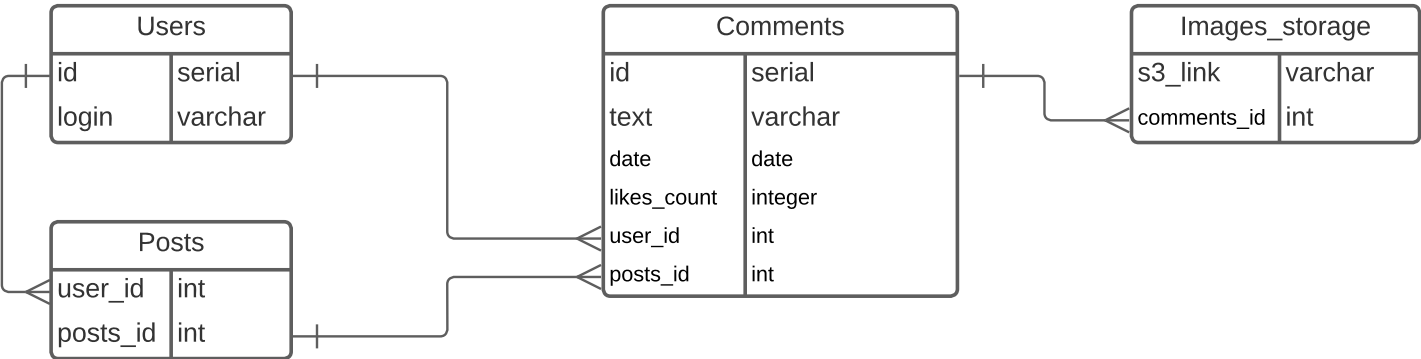 Users
id serial
login varchar
Posts
user_id int
posts_id int
Comments
id serial
text varchar
date date
likes_count integer
user_id int
posts_id int
Images_storage
s3_link varchar
comments_id int